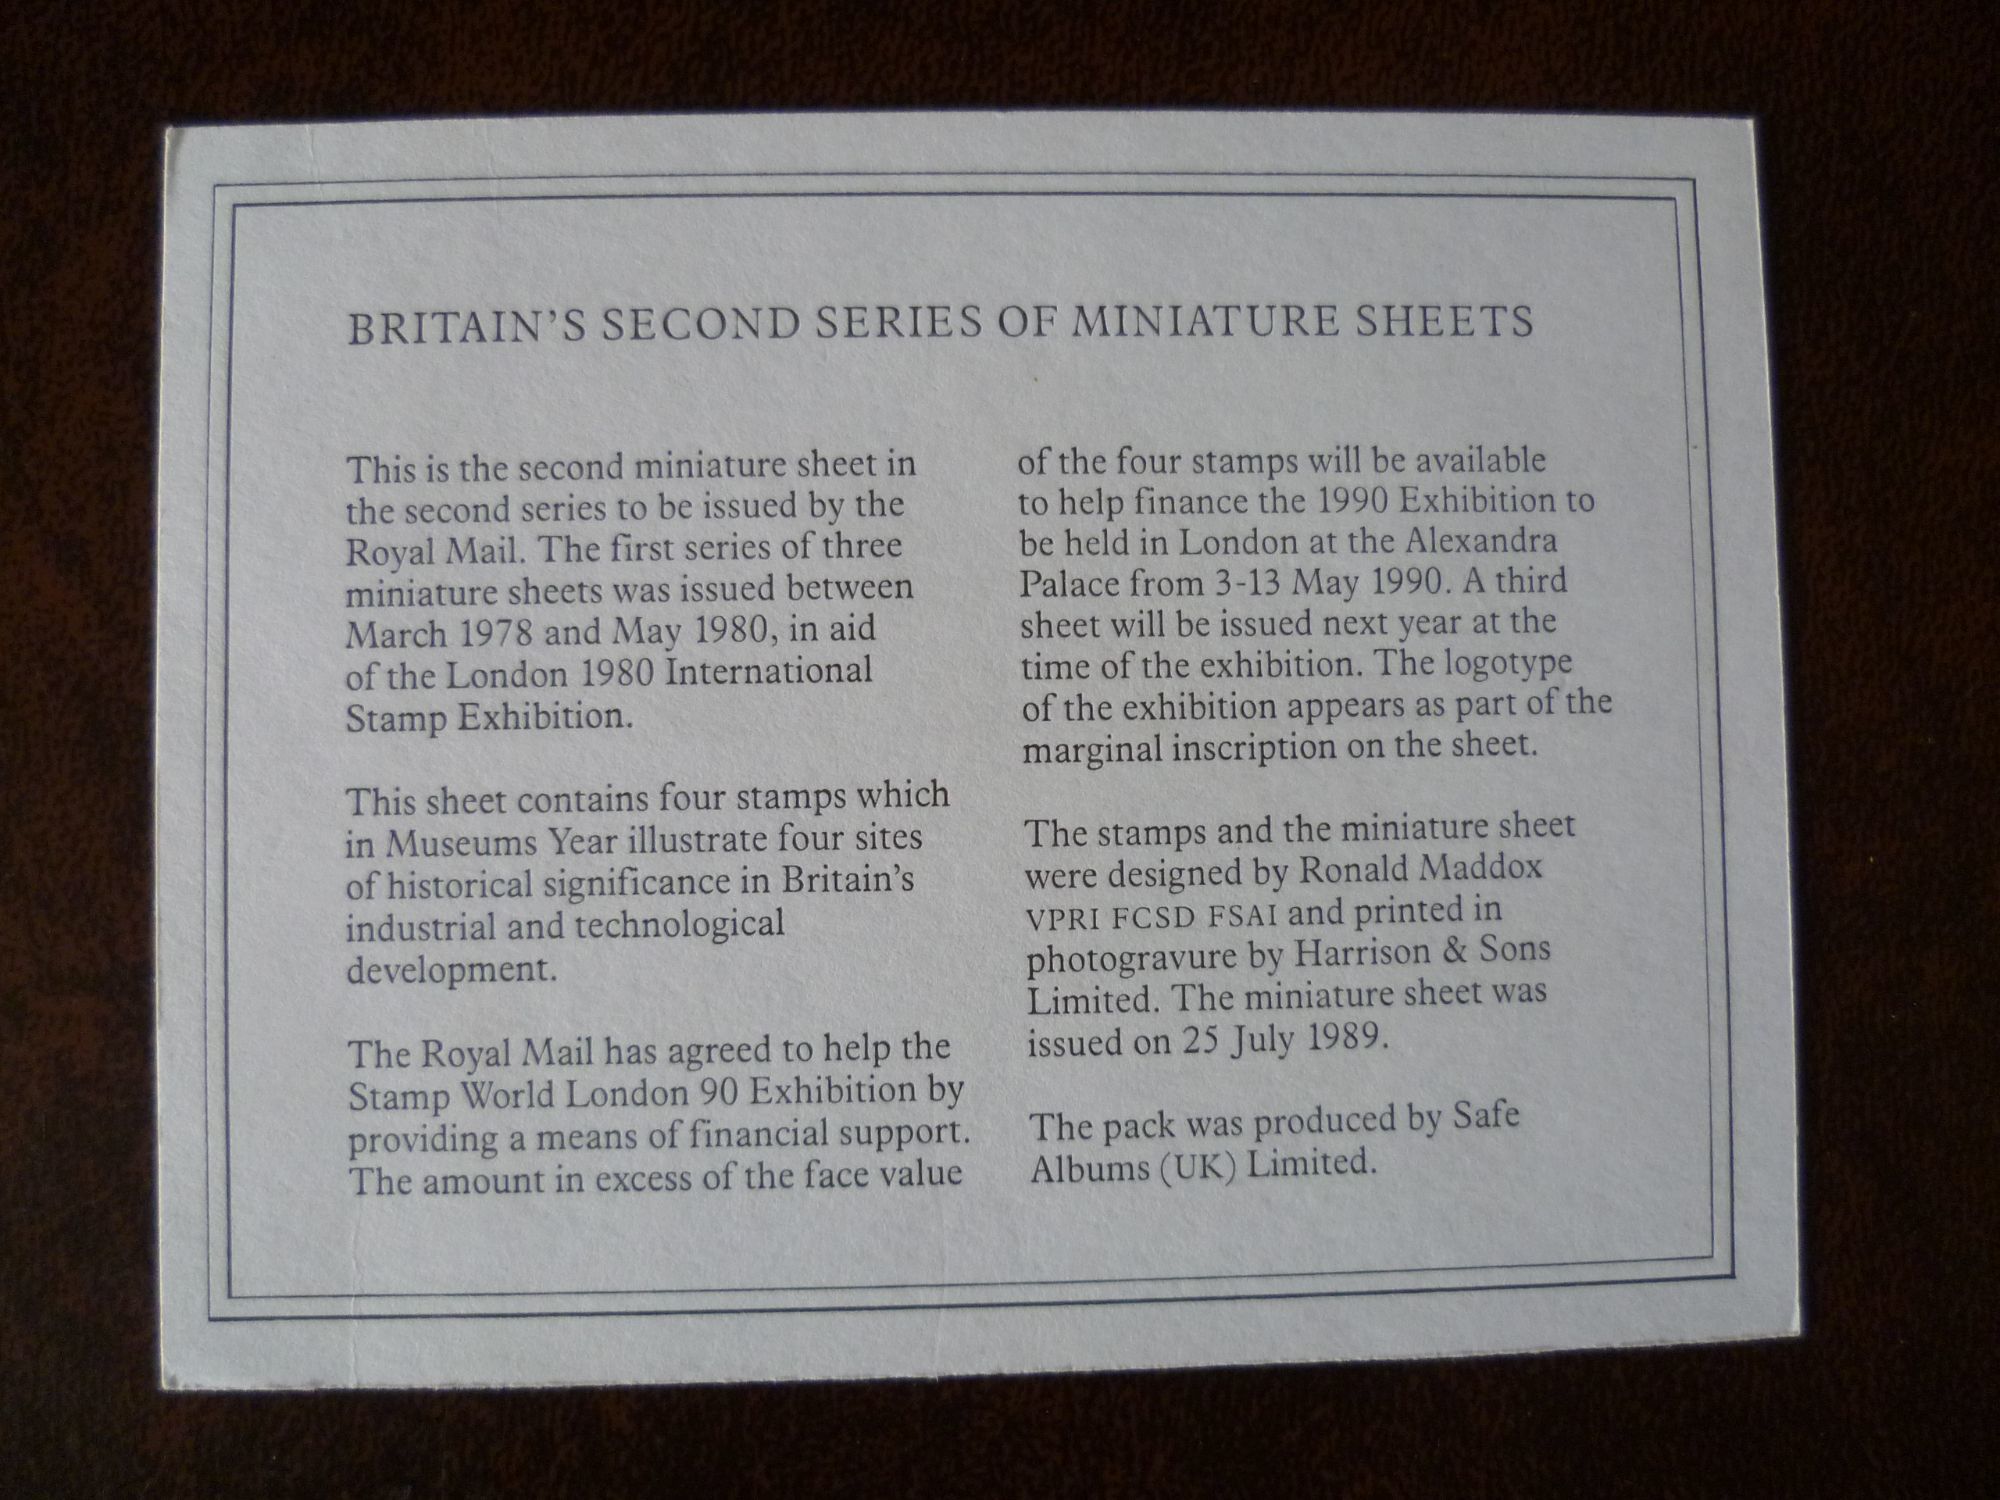 BRITAIN'S SECOND SERIES OF MINIATURE SHEETS
This is the second miniature sheet in
the second series to be issued by the
Royal Mail. The first series of three
miniature sheets was issued between
March 1978 and May 1980, in aid
of the London 1980 International
Stamp Exhibition.
This sheet contains four stamps which
in Museums Year illustrate four sites
of historical significance in Britain's
industrial and technological
development.
The Royal Mail has agreed to help the
Stamp World London 90 Exhibition by
providing a means of financial support.
The amount in excess of the face value
of the four stamps will be available
to help finance the 1990 Exhibition to
be held in London at the Alexandra
Palace from 3-13 May 1990. A third
sheet will be issued next year at the
time of the exhibition. The logotype
of the exhibition appears as part of the
marginal inscription on the sheet.
The stamps and the miniature sheet
were designed by Ronald Maddox
VPRI FCSD FSAI and printed in
photogravure by Harrison & Sons
Limited. The miniature sheet was
issued on 25 July 1989.
The pack was produced by Safe
Albums (UK) Limited.